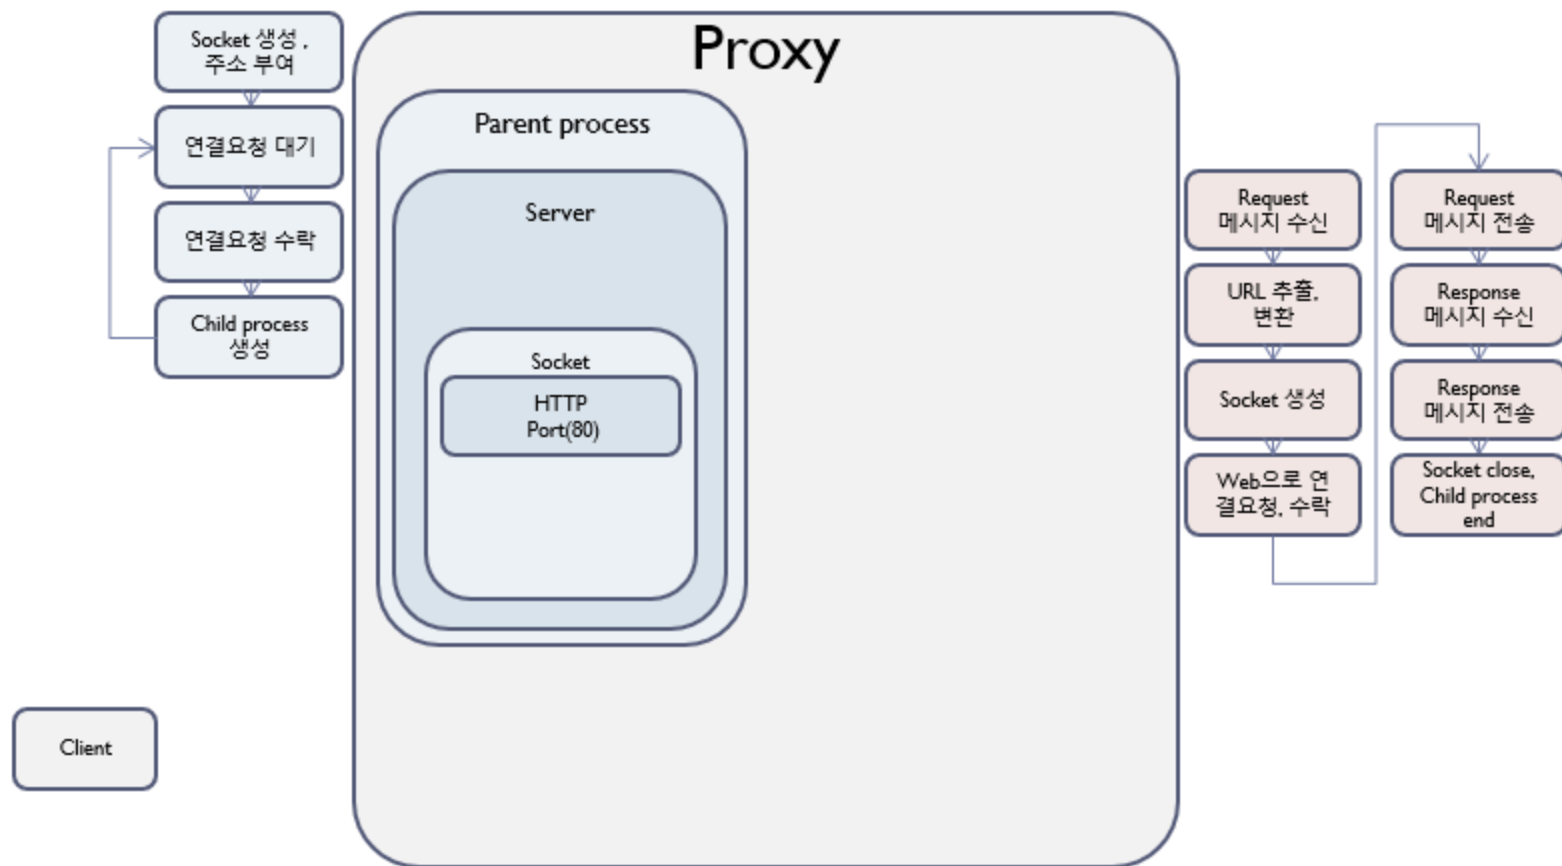 Proxy
Socket 생성 ,
주소 부여
연결요청 대기
연결요청 수락
Child process
생성
Parent process
Server
Socket
HTTP
Port(80)
Client
Request
메시지 수신
URL 추출,
변환
Socket 생성
Web으로 연
결요청, 수락
Request
메시지 전송
Response
메시지 수신
Response
메시지 전송
Socket close,
Child process
end